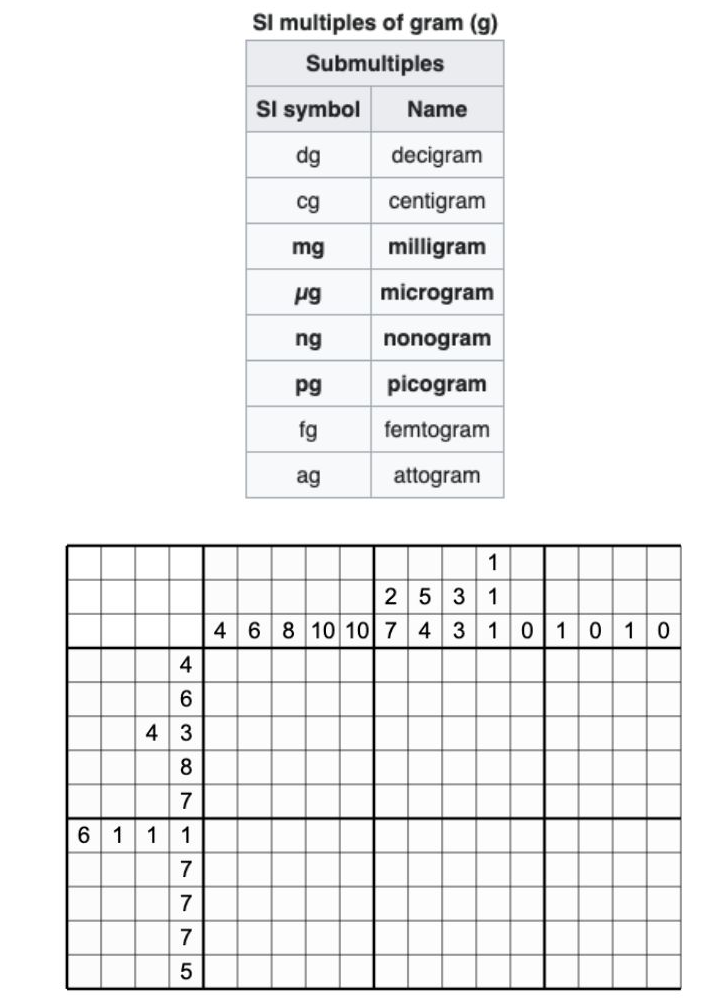 SI multiples of gram (g)
Submultiples
SI symbol Name
dg decigram
cg centigram
mg milligram
µg microgram
ng nonogram
pg picogram
fg femtogram
ag attogram
1
2 5 3 1
4 6 8 10 10 7 4 3 1 0 1 0 1 0
4
6
4 3
8
7
6 1 1 1
7
7
7
5